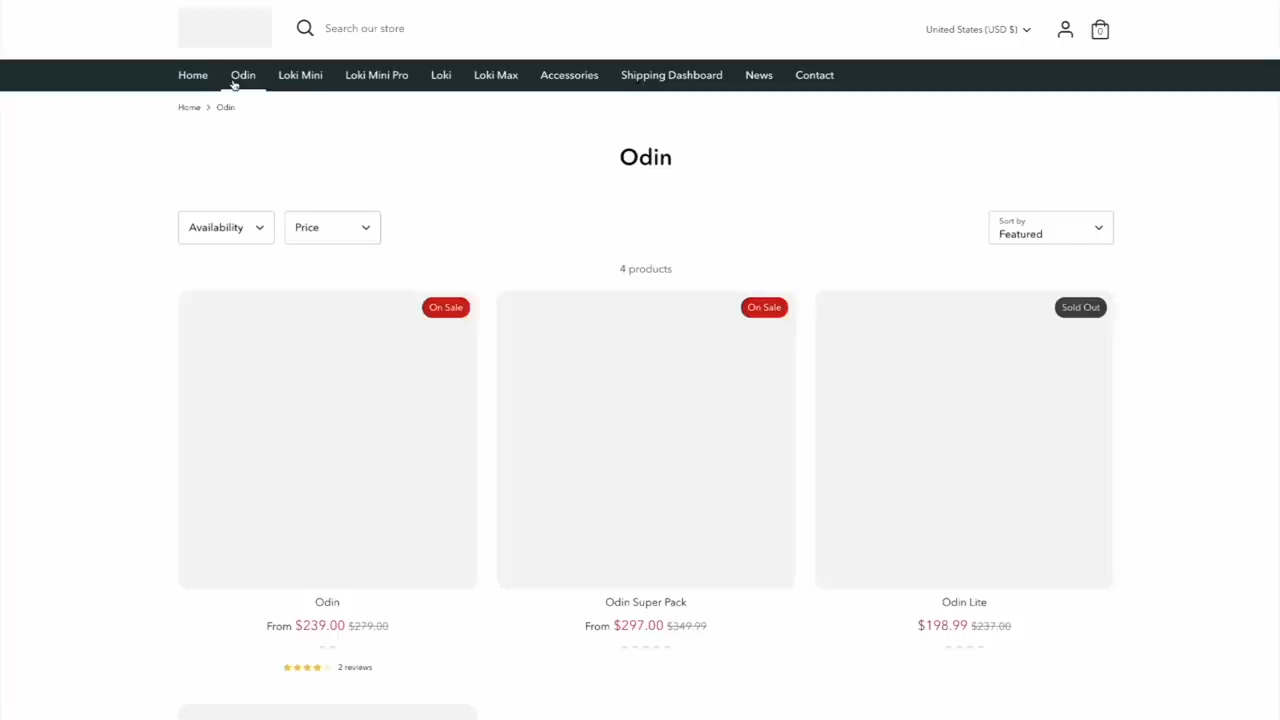 Search our store
United States (USD $)
0
Home Odin Loki Mini Loki Mini Pro Loki Loki Max Accessories Shipping Dashboard News Contact
Home > Odin
Odin
Availability Price
Sort by
Featured
4 products
On Sale On Sale Sold Out
Odin Odin Super Pack Odin Lite
From $239.00 $279.00 From $297.00 $349.99 $198.99 $237.00
2 reviews